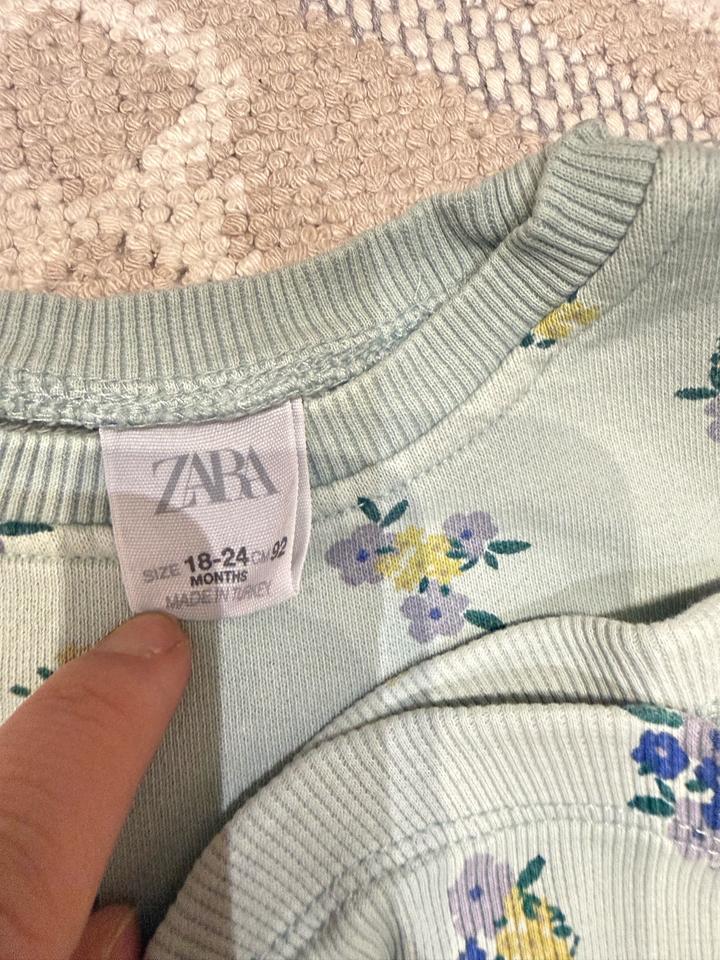 ZARA
SIZE 18-24 CM 92
MONTHS
MADE IN TURKEY